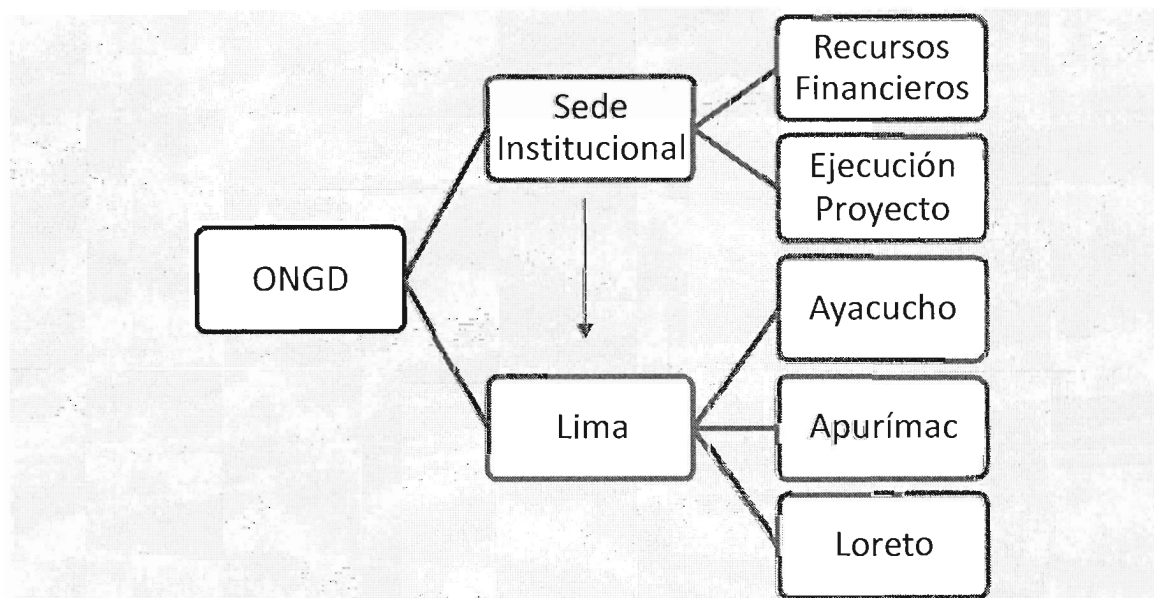 ONGD
Sede
Institucional
Recursos
Financieros
Ejecución
Proyecto
Lima
Ayacucho
Apurímac
Loreto